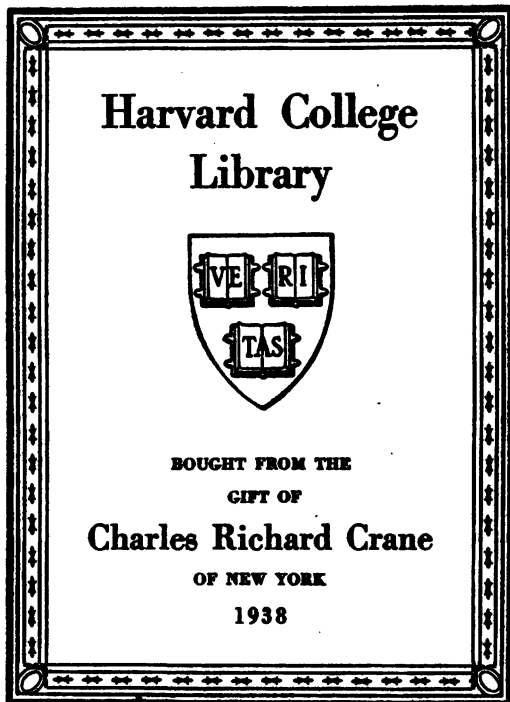 Harvard College
Library
VE RI
TAS
BOUGHT FROM THE
GIFT OF
Charles Richard Crane
OF NEW YORK
1938